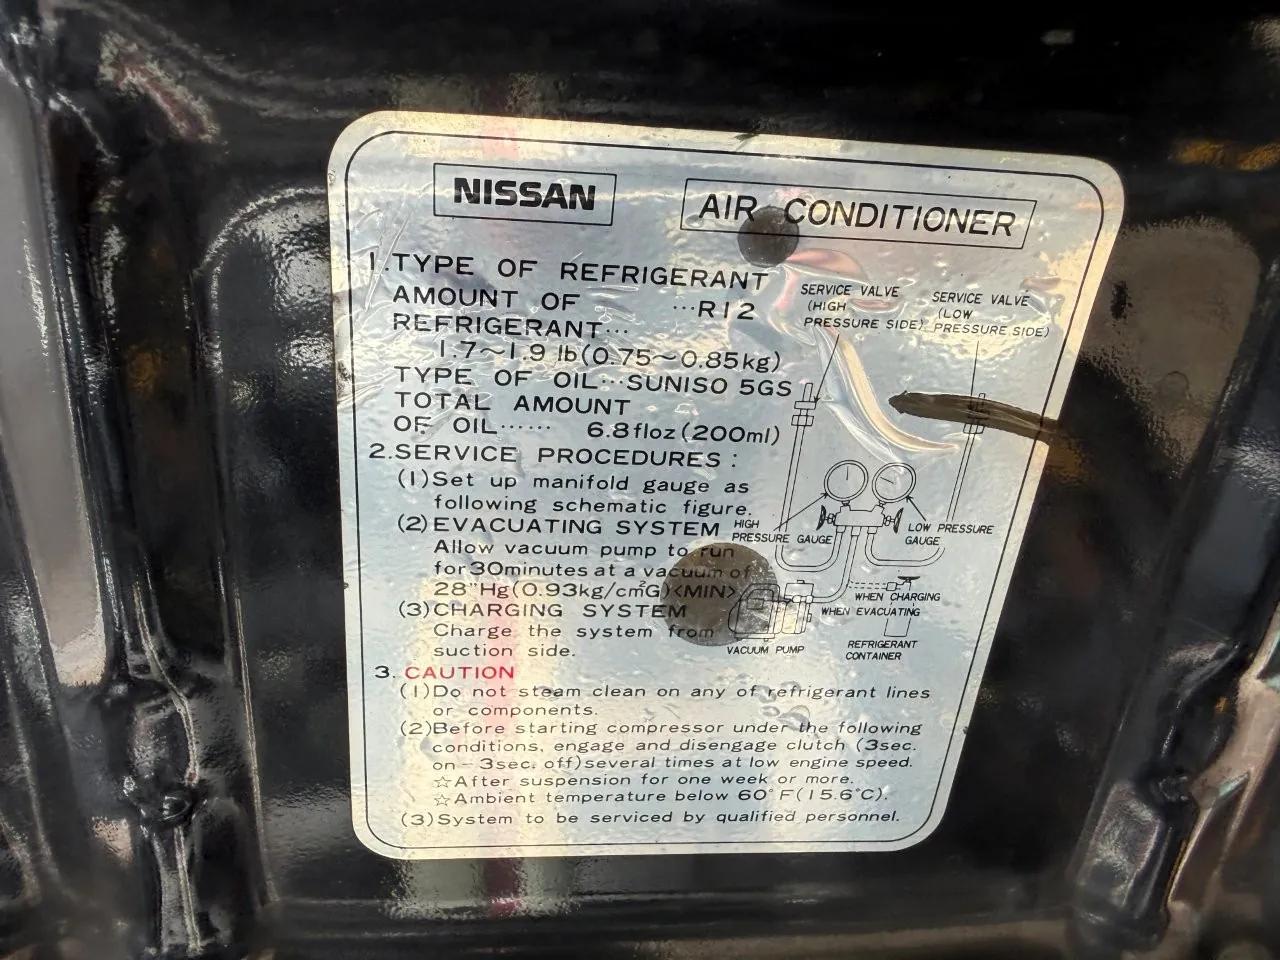 NISSAN
AIR CONDITIONER
1.TYPE OF REFRIGERANT
AMOUNT OF ···R12
REFRIGERANT···
1.7~1.9 lb(0.75~0.85kg)
TYPE OF OIL···SUNISO 5GS
TOTAL AMOUNT
OF OIL······ 6.8floz(200ml)
2.SERVICE PROCEDURES :
(1)Set up manifold gauge as
following schematic figure.
(2)EVACUATING SYSTEM
Allow vacuum pump to run
for30minutes at a vacuum of
28"Hg(0.93kg/cm²G)<MIN>
(3)CHARGING SYSTEM
Charge the system from
suction side.
SERVICE VALVE
(HIGH
PRESSURE SIDE)
SERVICE VALVE
(LOW
PRESSURE SIDE)
HIGH
PRESSURE GAUGE
LOW PRESSURE
GAUGE
WHEN CHARGING
WHEN EVACUATING
VACUUM PUMP
REFRIGERANT
CONTAINER
3. CAUTION
(1)Do not steam clean on any of refrigerant lines
or components.
(2)Before starting compressor under the following
conditions, engage and disengage clutch (3sec.
on-3sec. off)several times at low engine speed.
☆After suspension for one week or more.
☆Ambient temperature below 60°F(15.6°C).
(3)System to be serviced by qualified personnel.